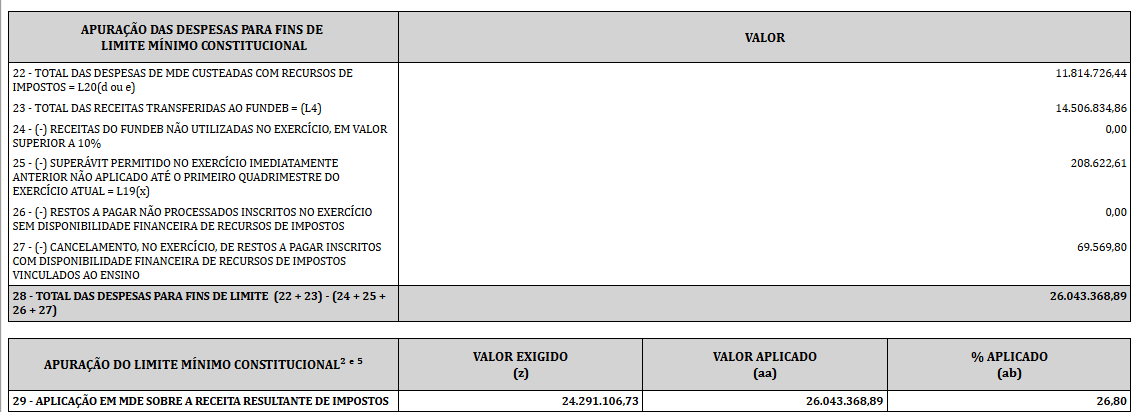 APURAÇÃO DAS DESPESAS PARA FINS DE
LIMITE MÍNIMO CONSTITUCIONAL
VALOR
22 - TOTAL DAS DESPESAS DE MDE CUSTEADAS COM RECURSOS DE
IMPOSTOS = L20(d ou e)
11.814.726,44
23 - TOTAL DAS RECEITAS TRANSFERIDAS AO FUNDEB = (L4)
14.506.834,86
24 - (-) RECEITAS DO FUNDEB NÃO UTILIZADAS NO EXERCÍCIO, EM VALOR
SUPERIOR A 10%
0,00
25 - (-) SUPERÁVIT PERMITIDO NO EXERCÍCIO IMEDIATAMENTE
ANTERIOR NÃO APLICADO ATÉ O PRIMEIRO QUADRIMESTRE DO
EXERCÍCIO ATUAL = L19(x)
208.622,61
26 - (-) RESTOS A PAGAR NÃO PROCESSADOS INSCRITOS NO EXERCÍCIO
SEM DISPONIBILIDADE FINANCEIRA DE RECURSOS DE IMPOSTOS
0,00
27 - (-) CANCELAMENTO, NO EXERCÍCIO, DE RESTOS A PAGAR INSCRITOS
COM DISPONIBILIDADE FINANCEIRA DE RECURSOS DE IMPOSTOS
VINCULADOS AO ENSINO
69.569,80
28 - TOTAL DAS DESPESAS PARA FINS DE LIMITE (22 + 23) - (24 + 25 +
26 + 27)
26.043.368,89
APURAÇÃO DO LIMITE MÍNIMO CONSTITUCIONAL2 e 5
VALOR EXIGIDO
(z)
VALOR APLICADO
(aa)
% APLICADO
(ab)
29 - APLICAÇÃO EM MDE SOBRE A RECEITA RESULTANTE DE IMPOSTOS
24.291.106,73
26.043.368,89
26,80